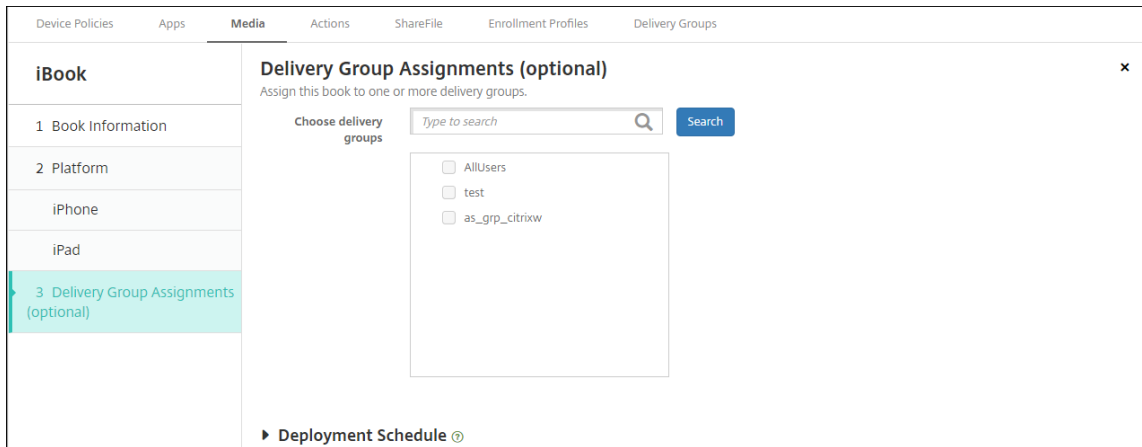 Device Policies Apps Media Actions ShareFile Enrollment Profiles Delivery Groups
iBook
1 Book Information
2 Platform
iPhone
iPad
3 Delivery Group Assignments
(optional)
Delivery Group Assignments (optional)
Assign this book to one or more delivery groups.
Choose delivery
groups
Type to search
Search
AllUsers
test
as_grp_citrixw
Deployment Schedule